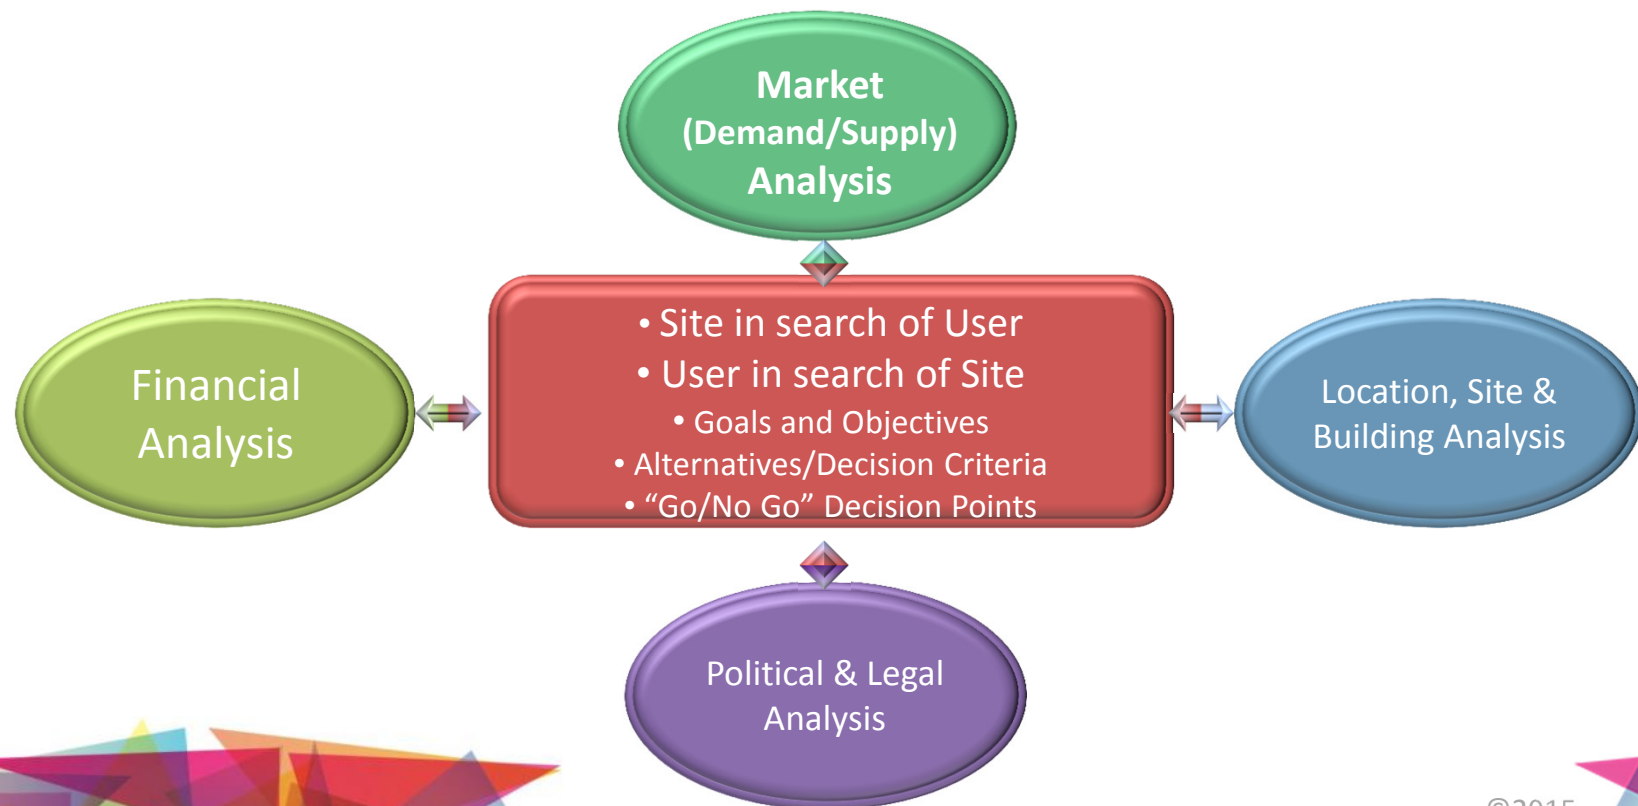 Market
(Demand/Supply)
Analysis
• Site in search of User
• User in search of Site
• Goals and Objectives
• Alternatives/Decision Criteria
• “Go/No Go” Decision Points
Financial
Analysis
Location, Site &
Building Analysis
Political & Legal
Analysis
©2015